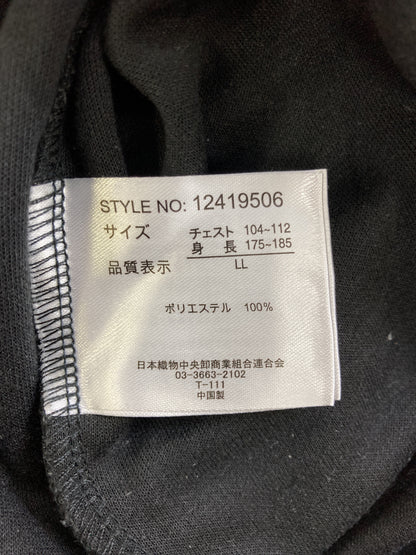 STYLE NO: 12419506
サイズ チェスト 104~112
身長 175~185
品質表示 LL
ポリエステル 100%
日本織物中央卸商業組合連合会
03-3663-2102
T-111
中国製